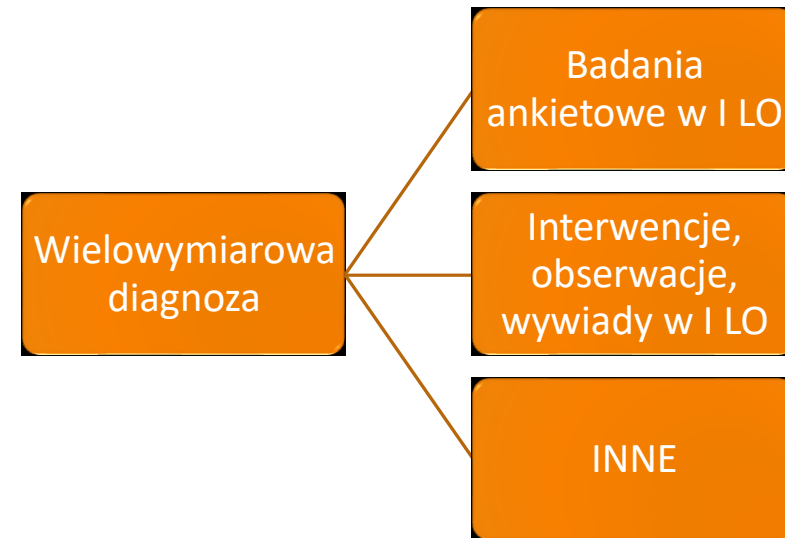 Badania
ankietowe w I LO
Wielowymiarowa
diagnoza
Interwencje,
obserwacje,
wywiady w I LO
INNE